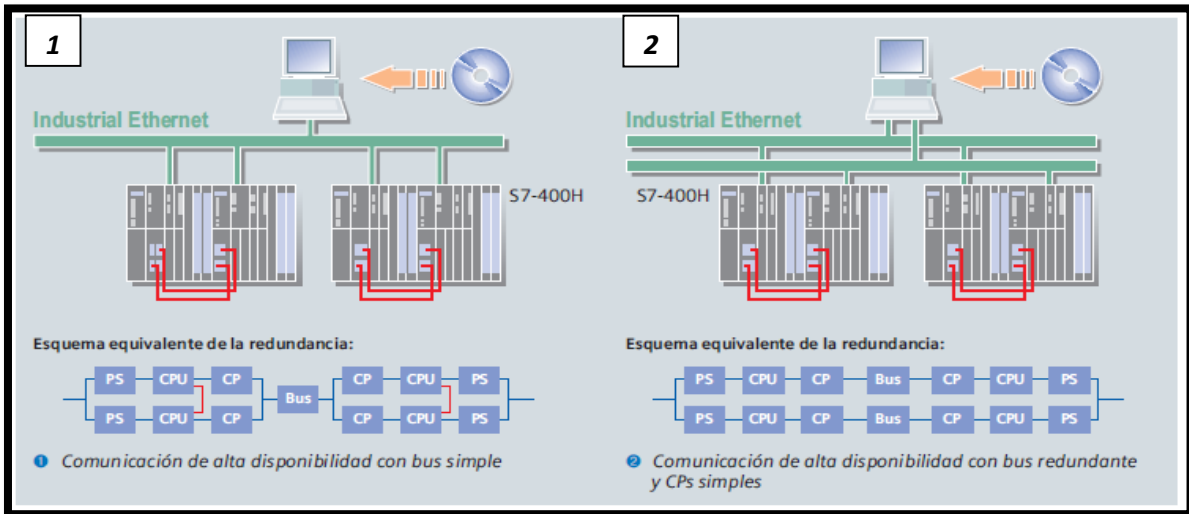 1
Industrial Ethernet
S7-400H
Esquema equivalente de la redundancia:
PS CPU CP CP CPU PS
Bus
PS CPU CP CP CPU PS
❶ Comunicación de alta disponibilidad con bus simple
2
Industrial Ethernet
S7-400H
Esquema equivalente de la redundancia:
PS CPU CP Bus CP CPU PS
PS CPU CP Bus CP CPU PS
❷ Comunicación de alta disponibilidad con bus redundante
y CPs simples